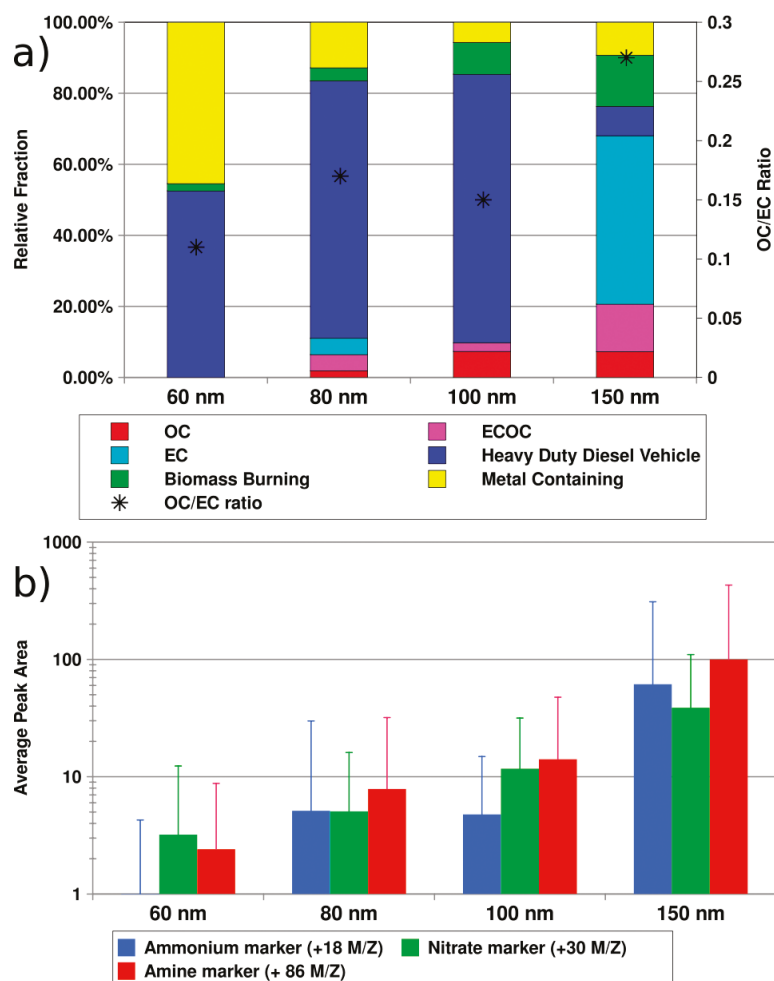 a)
100.00%
80.00%
60.00%
40.00%
20.00%
0.00%
Relative Fraction
0.3
0.25
0.2
0.15
0.1
0.05
0
OC/EC Ratio
60 nm 80 nm 100 nm 150 nm
OC ECOC
EC Heavy Duty Diesel Vehicle
Biomass Burning Metal Containing
OC/EC ratio
b)
1000
100
10
1
Average Peak Area
60 nm 80 nm 100 nm 150 nm
Ammonium marker (+18 M/Z) Nitrate marker (+30 M/Z)
Amine marker (+ 86 M/Z)